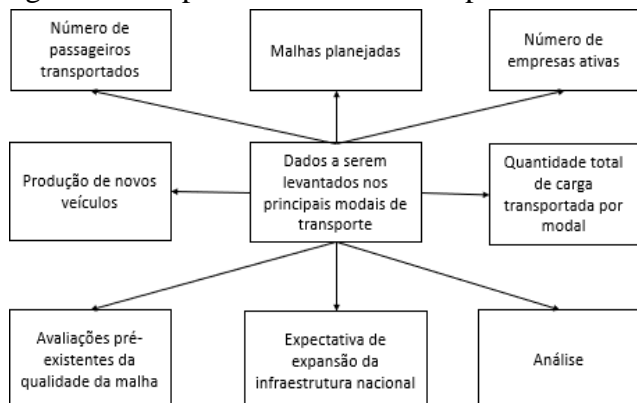 Número de
passageiros
transportados
Malhas planejadas
Número de
empresas ativas
Produção de novos
veículos
Dados a serem
levantados nos
principais modais de
transporte
Quantidade total
de carga
transportada por
modal
Avaliações pré-
existentes da
qualidade da malha
Expectativa de
expansão da
infraestrutura nacional
Análise